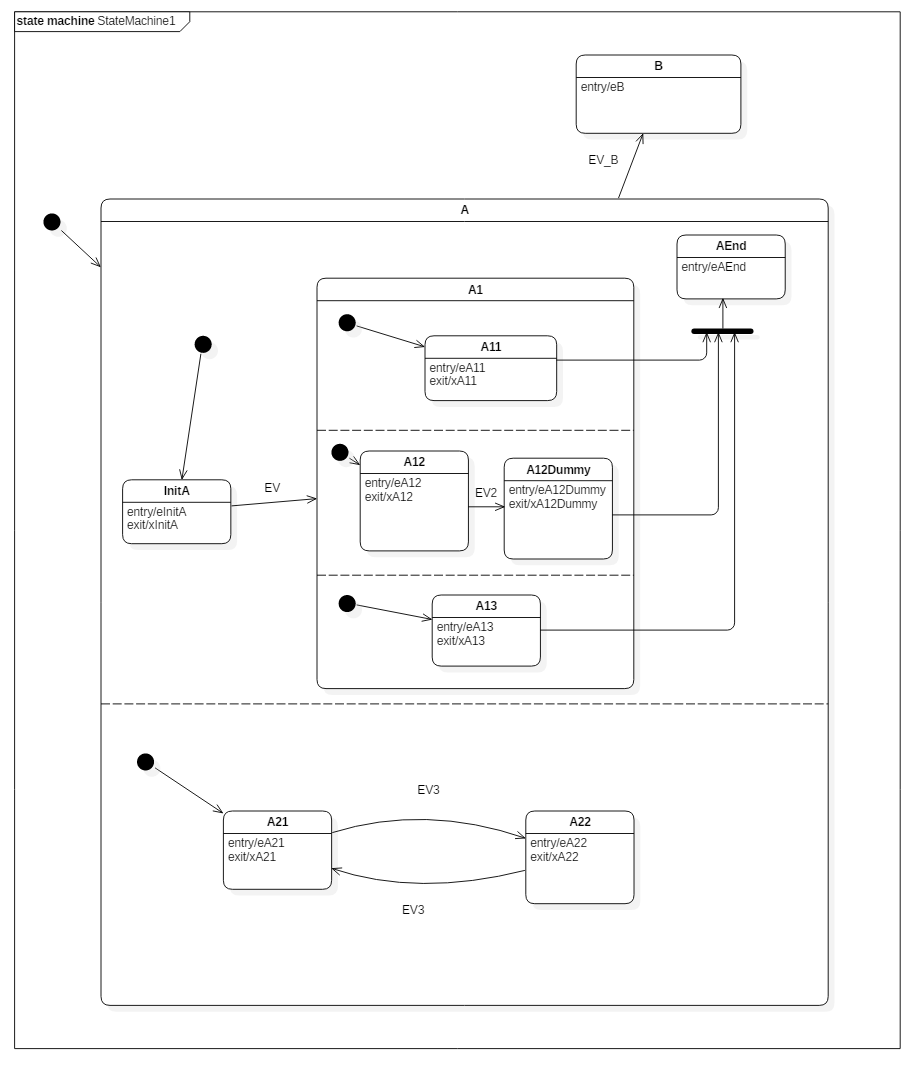 state machine StateMachine1
B
entry/eB
EV_B
A
AEnd
entry/eAEnd
A1
A11
entry/eA11
exit/xA11
InitA
entry/eInitA
exit/xInitA
EV
A12
entry/eA12
exit/xA12
EV2
A12Dummy
entry/eA12Dummy
exit/xA12Dummy
A13
entry/eA13
exit/xA13
EV3
A21
entry/eA21
exit/xA21
A22
entry/eA22
exit/xA22
EV3